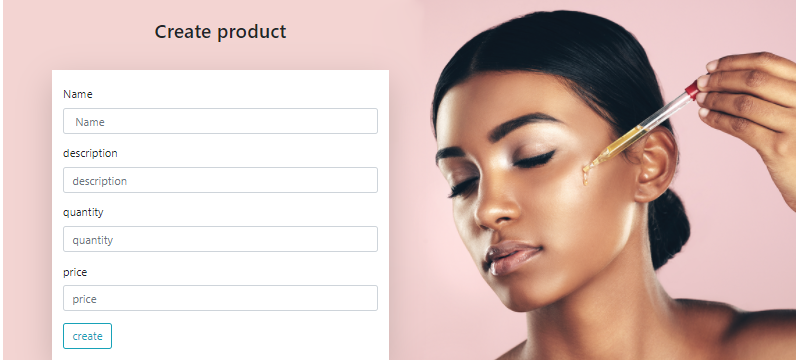 Create product
Name
Name
description
description
quantity
quantity
price
price
create